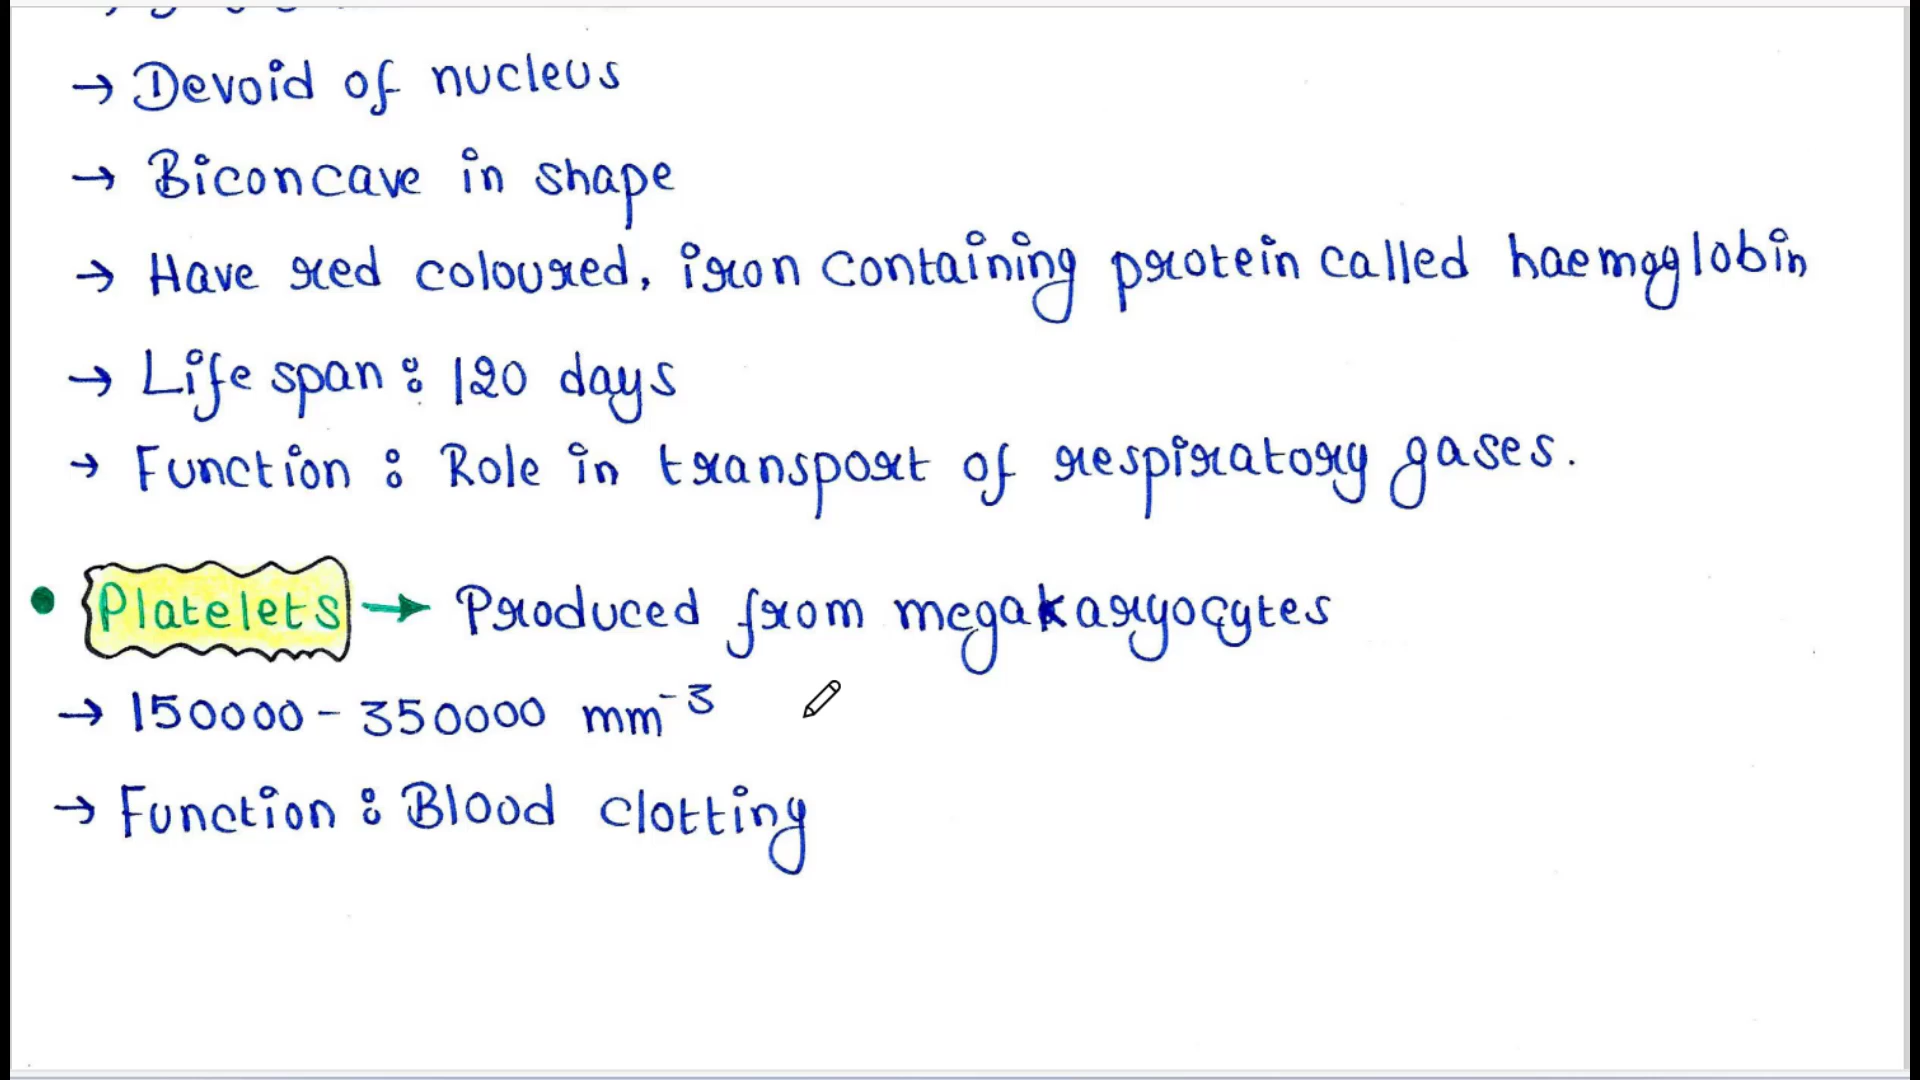 → Devoid of nucleus
→ Biconcave in shape
→ Have red coloured, iron containing protein called haemoglobin
→ Life span : 120 days
→ Function : Role in transport of respiratory gases.
• Platelets → Produced from megakaryocytes
→ 150000 - 350000 mm⁻³
→ Function : Blood clotting